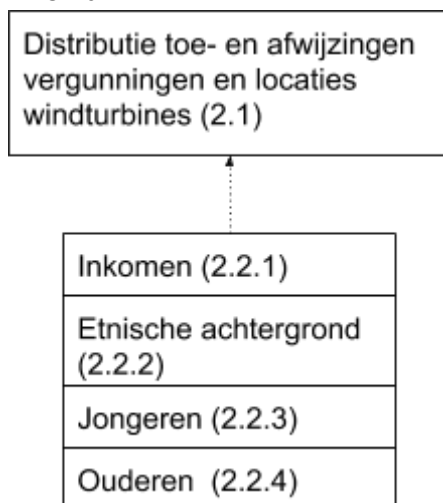 Distributie toe- en afwijzingen
vergunningen en locaties
windturbines (2.1)
Inkomen (2.2.1)
Etnische achtergrond
(2.2.2)
Jongeren (2.2.3)
Ouderen (2.2.4)